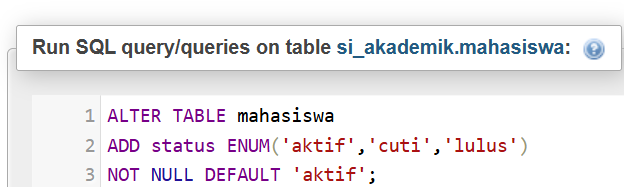 Run SQL query/queries on table si_akademik.mahasiswa:
1 ALTER TABLE mahasiswa
2 ADD status ENUM('aktif','cuti','lulus')
3 NOT NULL DEFAULT 'aktif';